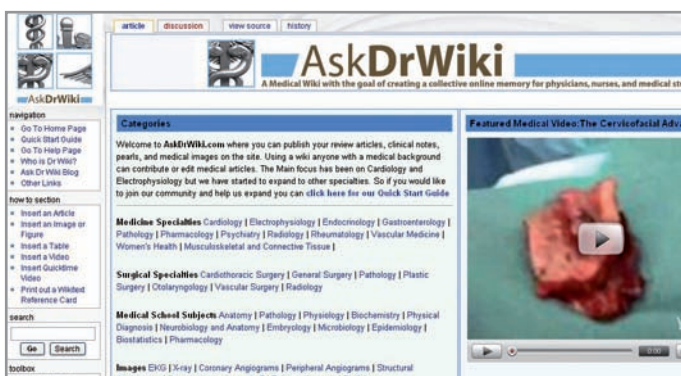 article discussion view source history
AskDrWiki
A Medical Wiki with the goal of creating a collective online memory for physicians, nurses, and medical
AskDrWiki
navigation
Go To Home Page
Quick Start Guide
Go To Help Page
Who is Dr Wiki?
Ask Dr Wiki Blog
Other Links
how to section
Insert an Article
Insert an Image or
Figure
Insert a Table
Insert a Video
Insert Quicktime
Video
Print out a Wikified
Reference Card
search
Go Search
toolbox
Categories
Welcome to AskDrWiki.com where you can publish your review articles, clinical notes,
pearls, and medical images on the site. Using a wiki anyone with a medical background
can contribute or edit medical articles. The Main focus has been on Cardiology and
Electrophysiology but we have started to expand to other specialties. So if you would like
to join our community and help us expand you can click here for our Quick Start Guide
Medicine Specialties Cardiology | Electrophysiology | Endocrinology | Gastroenterology |
Pathology | Pharmacology | Psychiatry | Radiology | Rheumatology | Vascular Medicine |
Women's Health | Musculoskeletal and Connective Tissue |
Surgical Specialties Cardiothoracic Surgery | General Surgery | Pathology | Plastic
Surgery | Otolaryngology | Vascular Surgery | Radiology
Medical School Subjects Anatomy | Pathology | Physiology | Biochemistry | Physical
Diagnosis | Neurobiology and Anatomy | Embryology | Microbiology | Epidemiology |
Biostatistics | Pharmacology
Images EKG | X-ray | Coronary Angiograms | Peripheral Angiograms | Structural
Featured Medical Video:The Cervicofacial
0:00